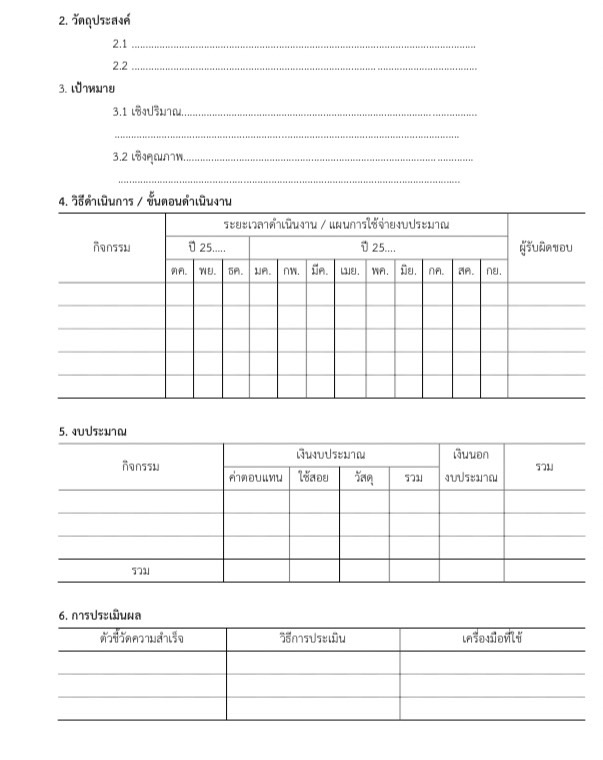 2. วัตถุประสงค์
2.1 ........................................................................................................................
2.2 ........................................................................................................................
3. เป้าหมาย
3.1 เชิงปริมาณ........................................................................................................
........................................................................................................................
3.2 เชิงคุณภาพ......................................................................................................
........................................................................................................................
4. วิธีดำเนินการ / ขั้นตอนดำเนินงาน
กิจกรรม ระยะเวลาดำเนินงาน / แผนการใช้จ่ายงบประมาณ ผู้รับผิดชอบ
ปี 25..... ปี 25....
ตค. พย. ธค. มค. กพ. มีค. เมย. พค. มิย. กค. สค. กย.
5. งบประมาณ
กิจกรรม เงินงบประมาณ เงินนอก รวม
ค่าตอบแทน ใช้สอย วัสดุ รวม งบประมาณ
รวม
6. การประเมินผล
ตัวชี้วัดความสำเร็จ วิธีการประเมิน เครื่องมือที่ใช้